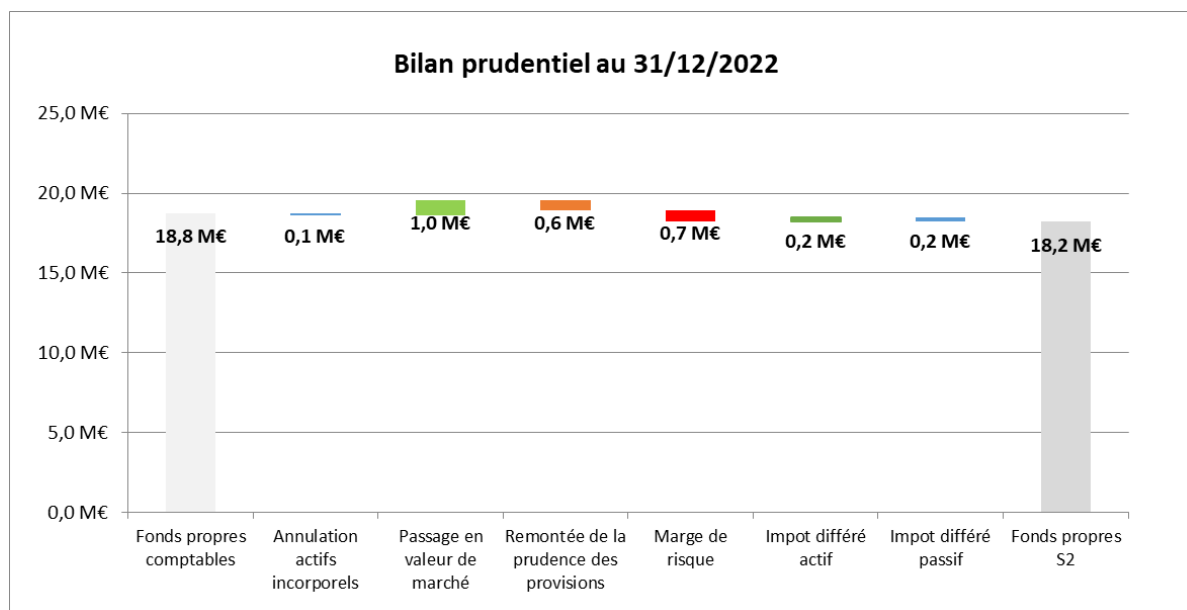 Bilan prudentiel au 31/12/2022
25,0 M€
20,0 M€
15,0 M€
10,0 M€
5,0 M€
0,0 M€
18,8 M€
0,1 M€
1,0 M€
0,6 M€
0,7 M€
0,2 M€
0,2 M€
18,2 M€
Fonds propres
comptables
Annulation
actifs
incorporels
Passage en
valeur de
marché
Remontée de la
prudence des
provisions
Marge de
risque
Impot différé
actif
Impot différé
passif
Fonds propres
S2